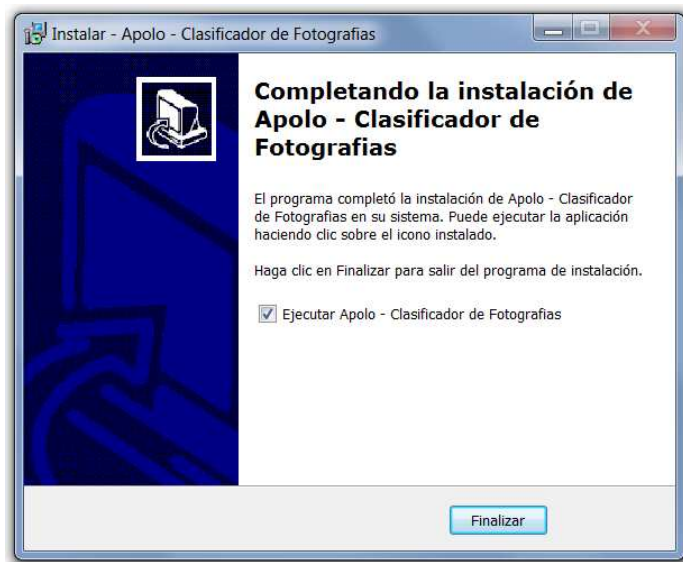 Instalar - Apolo - Clasificador de Fotografias
Completando la instalación de
Apolo - Clasificador de
Fotografias
El programa completó la instalación de Apolo - Clasificador
de Fotografias en su sistema. Puede ejecutar la aplicación
haciendo clic sobre el icono instalado.
Haga clic en Finalizar para salir del programa de instalación.
Ejecutar Apolo - Clasificador de Fotografias
Finalizar